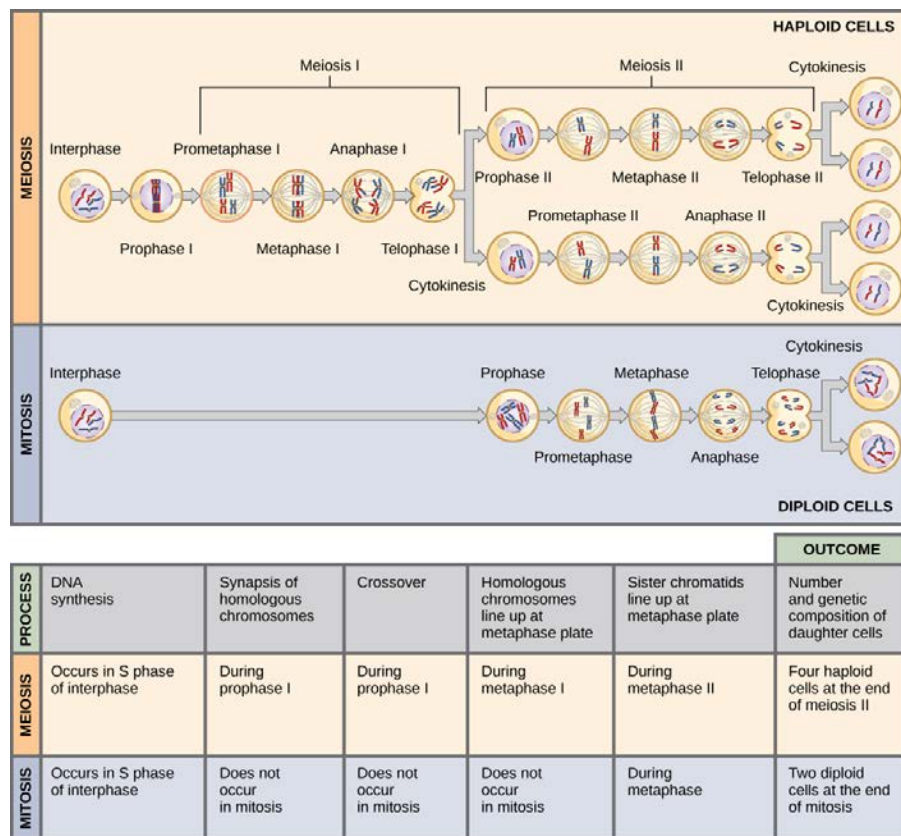 HAPLOID CELLS
MEIOSIS
Meiosis I
Meiosis II
Cytokinesis
Interphase
Prometaphase I
Anaphase I
Prophase II
Metaphase II
Telophase II
Prophase I
Metaphase I
Telophase I
Prometaphase II
Anaphase II
Cytokinesis
Cytokinesis
MITOSIS
Interphase
Prophase
Metaphase
Telophase
Cytokinesis
Prometaphase
Anaphase
DIPLOID CELLS
OUTCOME
PROCESS
DNA
synthesis
Synapsis of
homologous
chromosomes
Crossover
Homologous
chromosomes
line up at
metaphase plate
Sister chromatids
line up at
metaphase plate
Number
and genetic
composition of
daughter cells
MEIOSIS
Occurs in S phase
of interphase
During
prophase I
During
prophase I
During
metaphase I
During
metaphase II
Four haploid
cells at the end
of meiosis II
MITOSIS
Occurs in S phase
of interphase
Does not
occur
in mitosis
Does not
occur
in mitosis
Does not
occur
in mitosis
During
metaphase
Two diploid
cells at the end
of mitosis